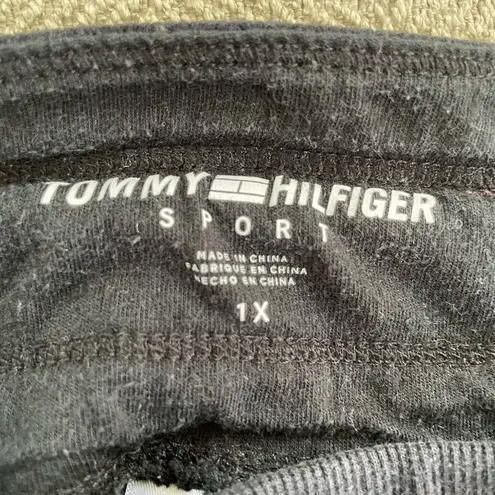 TOMMY HILFIGER
SPORT
MADE IN CHINA
FABRIQUE EN CHINA
HECHO EN CHINA
1X